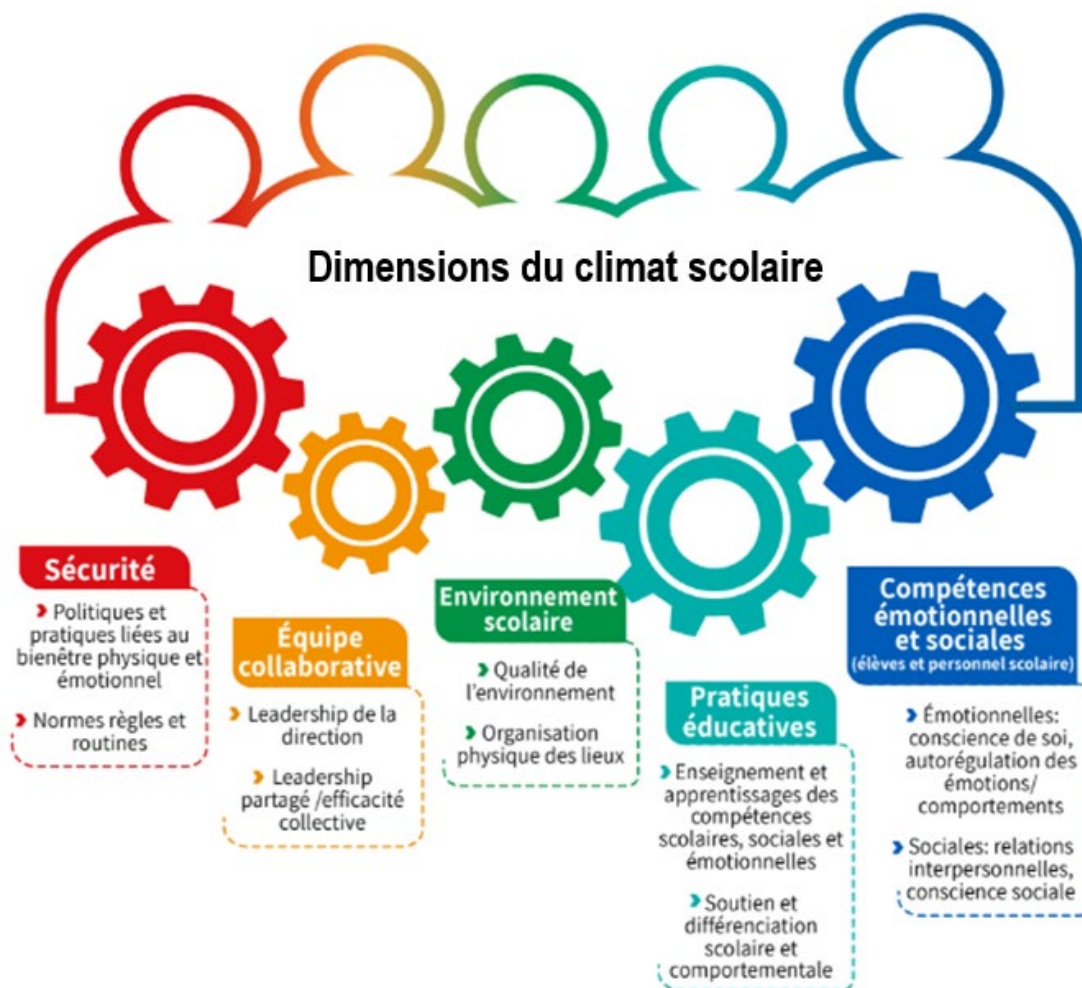 Dimensions du climat scolaire
Sécurité
Politiques et
pratiques liées au
bienêtre physique et
émotionnel
Normes règles et
routines
Équipe
collaborative
Leadership de la
direction
Leadership
partagé /efficacité
collective
Environnement
scolaire
Qualité de
l'environnement
Organisation
physique des lieux
Pratiques
éducatives
Enseignement et
apprentissages des
compétences
scolaires, sociales et
émotionnelles
Soutien et
différenciation
scolaire et
comportementale
Compétences
émotionnelles
et sociales
(élèves et personnel scolaire)
Émotionnelles:
conscience de soi,
autorégulation des
émotions/
comportements
Sociales: relations
interpersonnelles,
conscience sociale